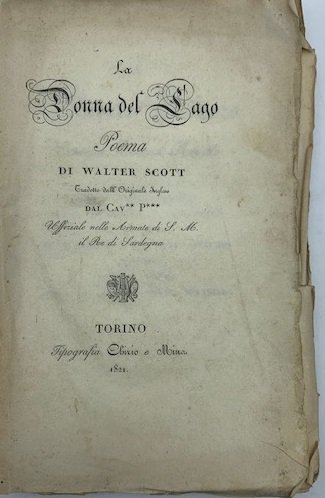 La
Donna del Lago
Poema
DI WALTER SCOTT
Tradotto dall' Originale Inglese
DAL CAV** P***
Uffiziale nelle Armate di S. M.
il Re di Sardegna
TORINO
Tipografia Chirio e Mina.
1821.